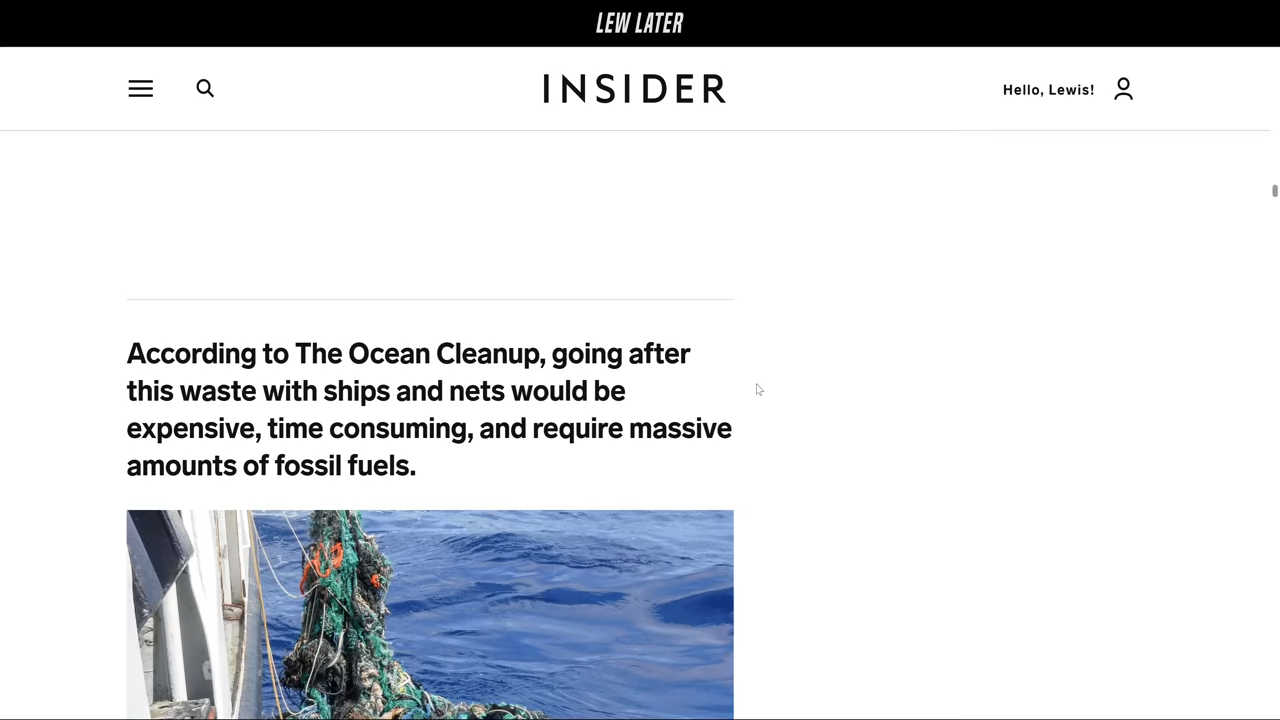 LEW LATER
INSIDER
Hello, Lewis!
According to The Ocean Cleanup, going after
this waste with ships and nets would be
expensive, time consuming, and require massive
amounts of fossil fuels.